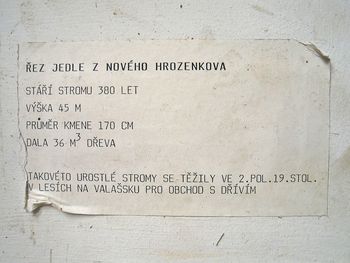 ŘEZ JEDLE Z NOVÉHO HROZENKOVA
STÁŘÍ STROMU 380 LET
VÝŠKA 45 M
PRŮMĚR KMENE 170 CM
DALA 36 M³ DŘEVA
TAKOVÉTO UROSTLÉ STROMY SE TĚŽILY VE 2.POL.19.STOL.
V LESÍCH NA VALAŠSKU PRO OBCHOD S DŘÍVÍM